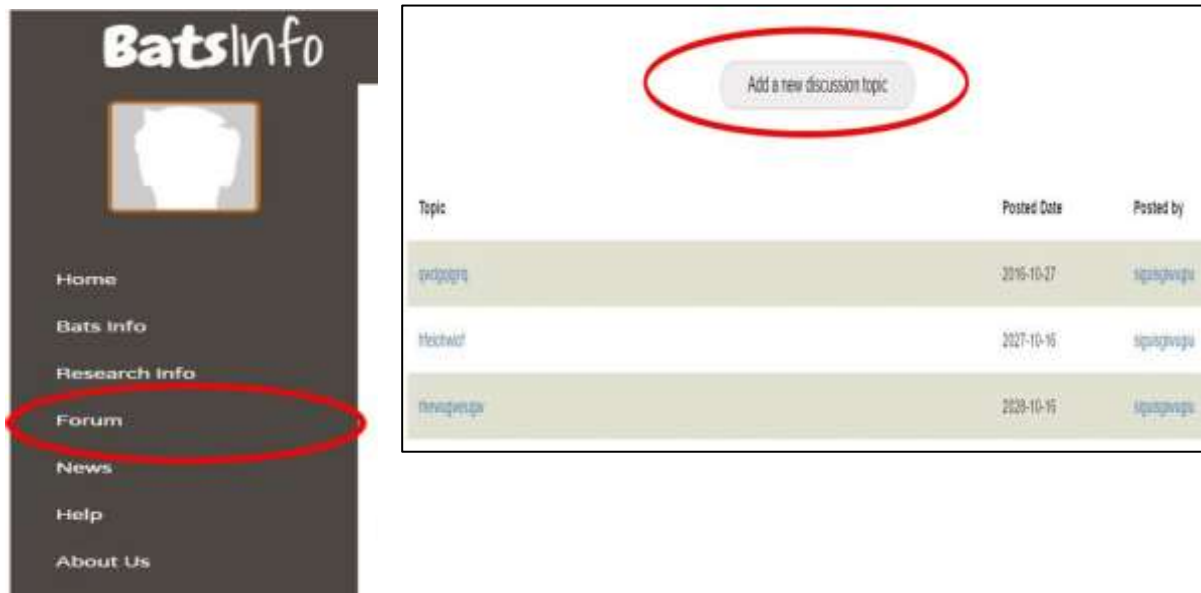 BatsInfo
Home
Bats Info
Research Info
Forum
News
Help
About Us
Add a new discussion topic
Topic Posted Date Posted by
2016-10-27
2027-10-16
2028-10-16